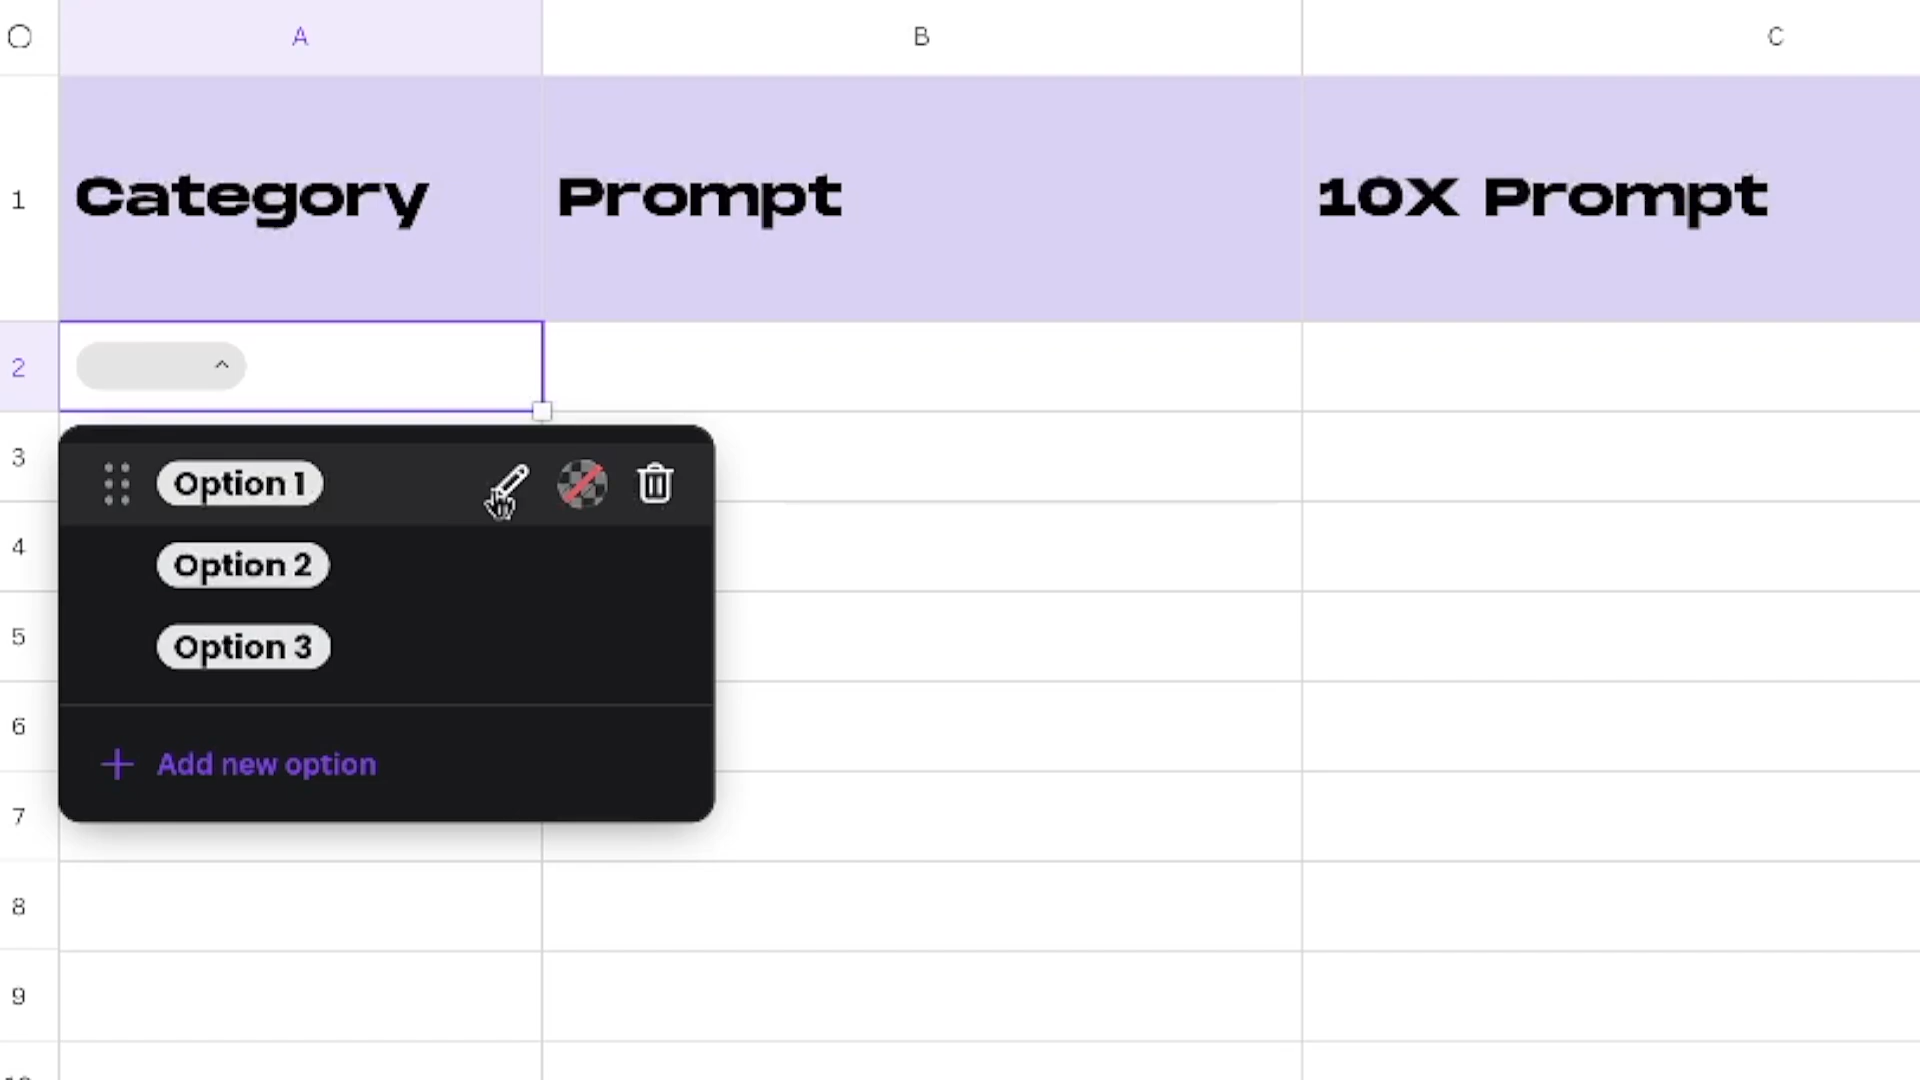 A B C
1 Category Prompt 10X Prompt
2
3 Option 1
4 Option 2
5 Option 3
6 Add new option
7
8
9